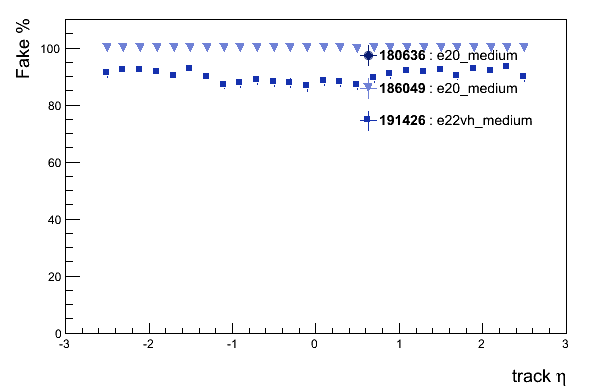 Fake %
100
180636 : e20_medium
186049 : e20_medium
80
191426 : e22vh_medium
60
40
20
0
-3 -2 -1 0 1 2 3
track η